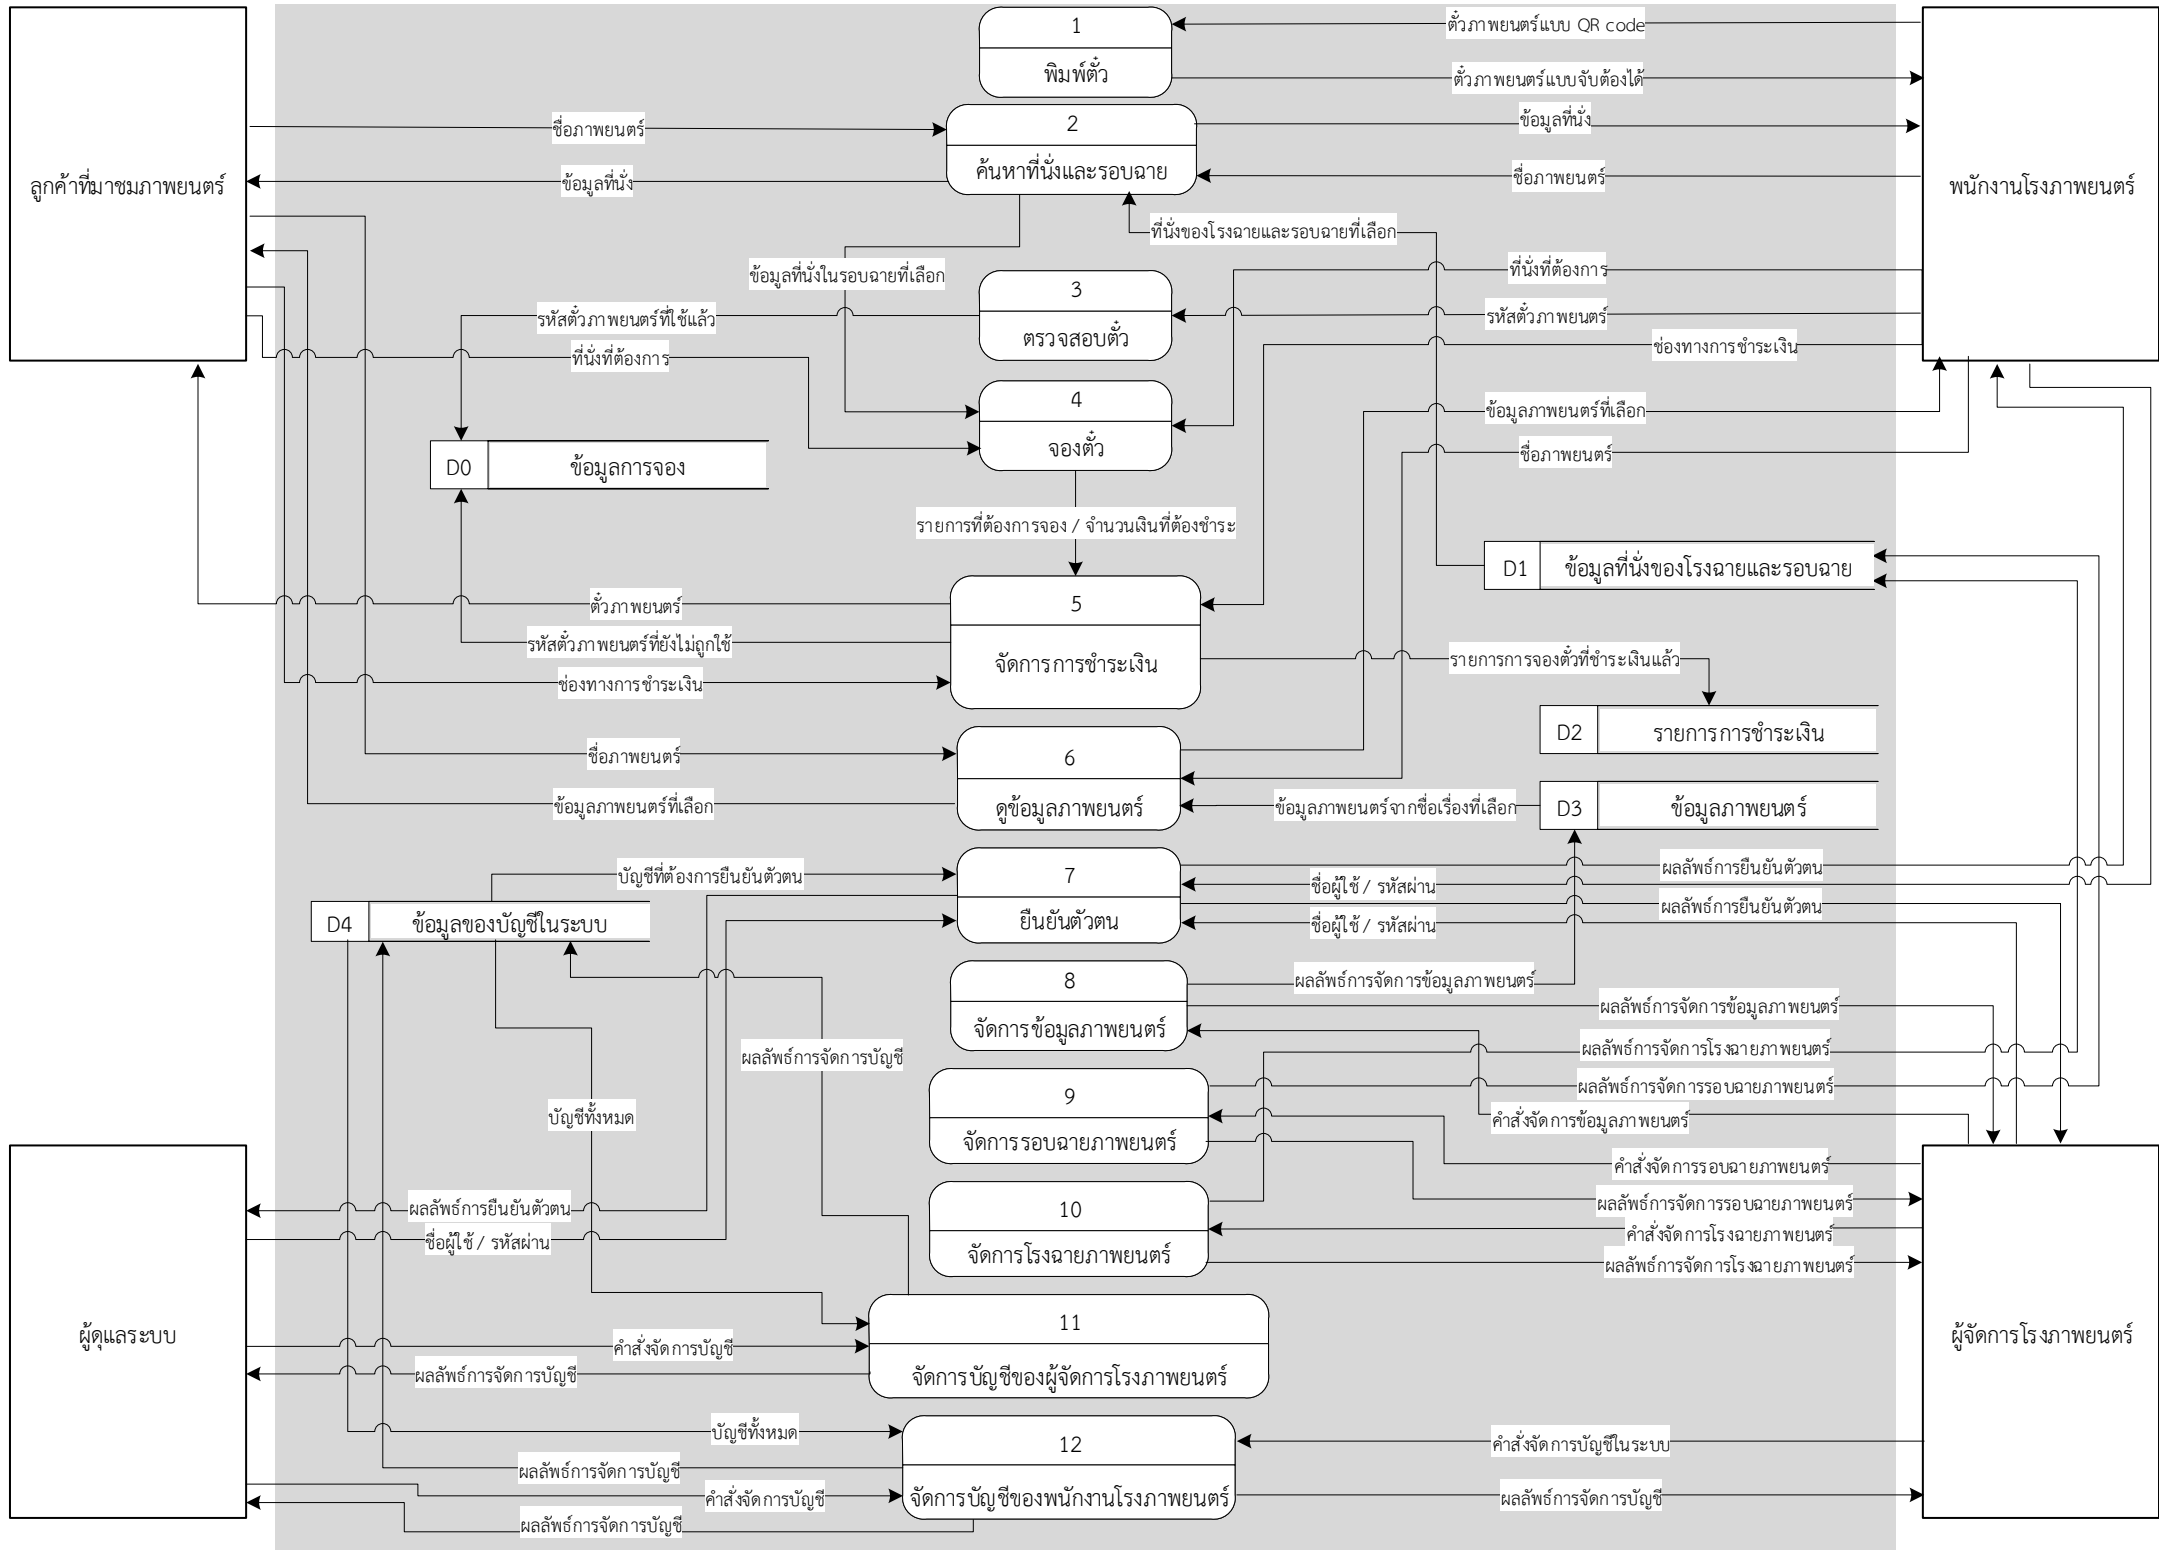 1
พิมพ์ตั๋ว
ตั๋วภาพยนตร์แบบ QR code
ตั๋วภาพยนตร์แบบจับต้องได้
ลูกค้าที่มาชมภาพยนตร์
พนักงานโรงภาพยนตร์
ชื่อภาพยนตร์
2
ค้นหาที่นั่งและรอบฉาย
ข้อมูลที่นั่ง
ข้อมูลที่นั่ง
ชื่อภาพยนตร์
ที่นั่งของโรงฉายและรอบฉายที่เลือก
ข้อมูลที่นั่งในรอบฉายที่เลือก
ที่นั่งที่ต้องการ
3
ตรวจสอบตั๋ว
รหัสตั๋วภาพยนตร์ที่ใช้แล้ว
รหัสตั๋วภาพยนตร์
ที่นั่งที่ต้องการ
ช่องทางการชำระเงิน
4
จองตั๋ว
ข้อมูลภาพยนตร์ที่เลือก
ชื่อภาพยนตร์
D0
ข้อมูลการจอง
รายการที่ต้องการจอง / จำนวนเงินที่ต้องชำระ
D1
ข้อมูลที่นั่งของโรงฉายและรอบฉาย
5
จัดการการชำระเงิน
ตั๋วภาพยนตร์
รหัสตั๋วภาพยนตร์ที่ยังไม่ถูกใช้
ช่องทางการชำระเงิน
รายการการจองตั๋วที่ชำระเงินแล้ว
D2
รายการการชำระเงิน
6
ดูข้อมูลภาพยนตร์
ชื่อภาพยนตร์
ข้อมูลภาพยนตร์ที่เลือก
ข้อมูลภาพยนตร์จากชื่อเรื่องที่เลือก
D3
ข้อมูลภาพยนตร์
บัญชีที่ต้องการยืนยันตัวตน
7
ยืนยันตัวตน
ผลลัพธ์การยืนยันตัวตน
ชื่อผู้ใช้ / รหัสผ่าน
ผลลัพธ์การยืนยันตัวตน
ชื่อผู้ใช้ / รหัสผ่าน
D4
ข้อมูลของบัญชีในระบบ
8
จัดการข้อมูลภาพยนตร์
ผลลัพธ์การจัดการข้อมูลภาพยนตร์
ผลลัพธ์การจัดการข้อมูลภาพยนตร์
ผลลัพธ์การจัดการโรงฉายภาพยนตร์
ผลลัพธ์การจัดการบัญชี
ผลลัพธ์การจัดการรอบฉายภาพยนตร์
9
จัดการรอบฉายภาพยนตร์
บัญชีทั้งหมด
คำสั่งจัดการข้อมูลภาพยนตร์
คำสั่งจัดการรอบฉายภาพยนตร์
ผลลัพธ์การจัดการรอบฉายภาพยนตร์
10
จัดการโรงฉายภาพยนตร์
ผลลัพธ์การยืนยันตัวตน
ชื่อผู้ใช้ / รหัสผ่าน
คำสั่งจัดการโรงฉายภาพยนตร์
ผลลัพธ์การจัดการโรงฉายภาพยนตร์
ผู้ดูแลระบบ
ผู้จัดการโรงภาพยนตร์
11
จัดการบัญชีของผู้จัดการโรงภาพยนตร์
คำสั่งจัดการบัญชี
ผลลัพธ์การจัดการบัญชี
บัญชีทั้งหมด
12
จัดการบัญชีของพนักงานโรงภาพยนตร์
คำสั่งจัดการบัญชีในระบบ
ผลลัพธ์การจัดการบัญชี
คำสั่งจัดการบัญชี
ผลลัพธ์การจัดการบัญชี
ผลลัพธ์การจัดการบัญชี